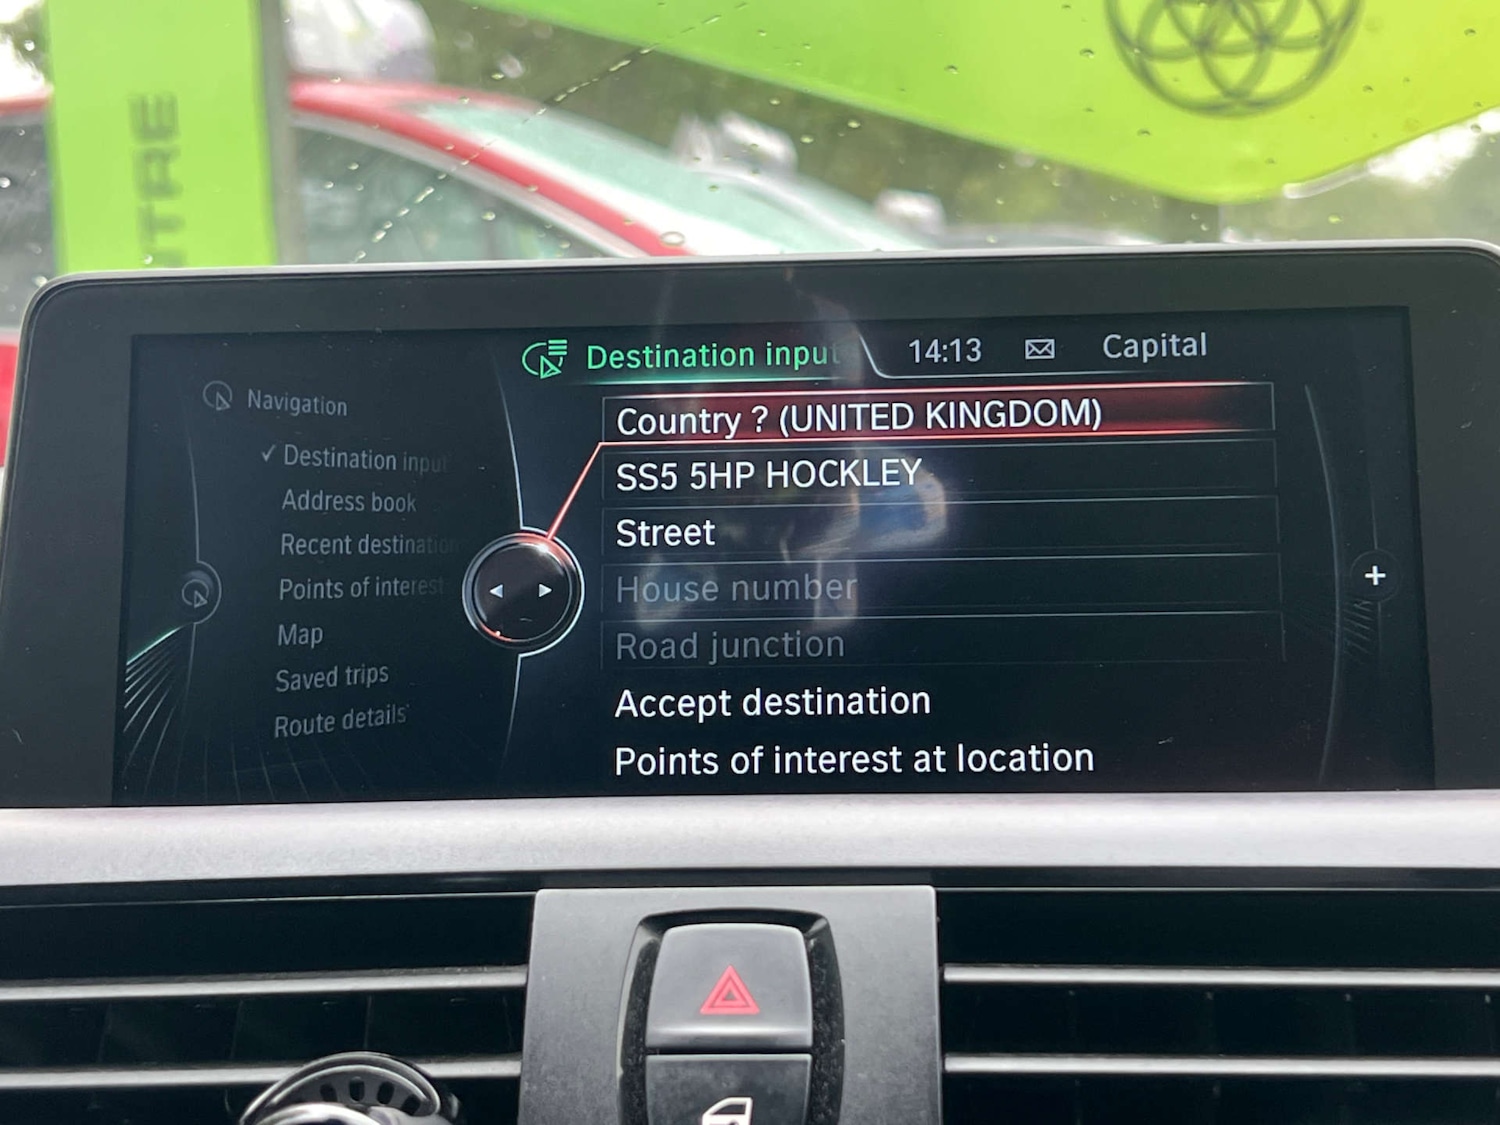 Destination input
14:13
Capital
Navigation
✓ Destination input
Address book
Recent destination
Points of interest
Map
Saved trips
Route details
Country ? (UNITED KINGDOM)
SS5 5HP HOCKLEY
Street
House number
Road junction
Accept destination
Points of interest at location